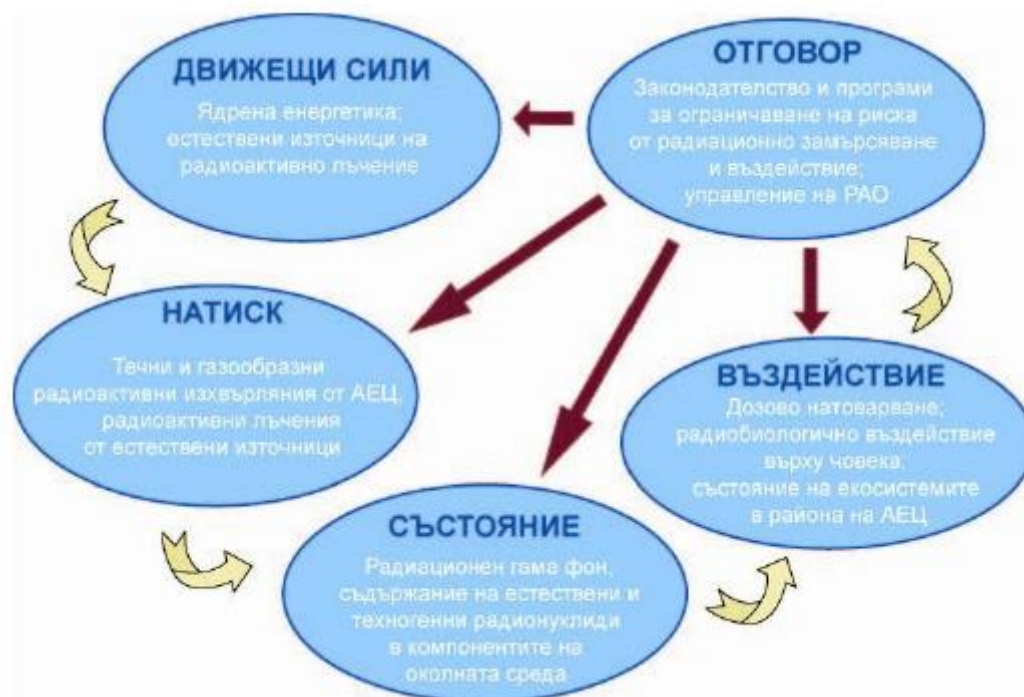 ДВИЖЕЩИ СИЛИ
Ядрена енергетика;
естествени източници на
радиоактивно лъчение
ОТГОВОР
Законодателство и програми
за ограничаване на риска
от радиационно замърсяване
и въздействие;
управление на РАО
НАТИСК
Течни и газообразни
радиоактивни изхвърляния от АЕЦ,
радиоактивни лъчения
от естествени източници
ВЪЗДЕЙСТВИЕ
Дозово натоварване;
радиобиологично въздействие
върху човека;
състояние на екосистемите
в района на АЕЦ
СЪСТОЯНИЕ
Радиационен гама фон,
съдържание на естествени и
техногенни радионуклиди
в компонентите на
околната среда